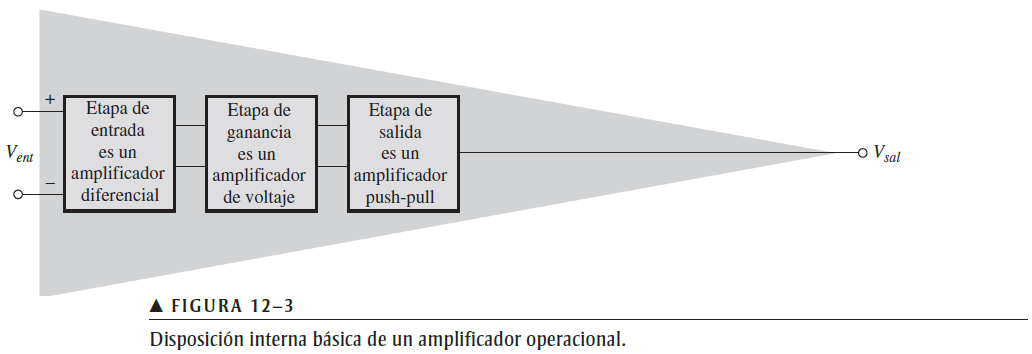 +
Etapa de
entrada
es un
amplificador
diferencial
Etapa de
ganancia
es un
amplificador
de voltaje
Etapa de
salida
es un
amplificador
push-pull
Vent
Vsal
–
▲ FIGURA 12–3
Disposición interna básica de un amplificador operacional.